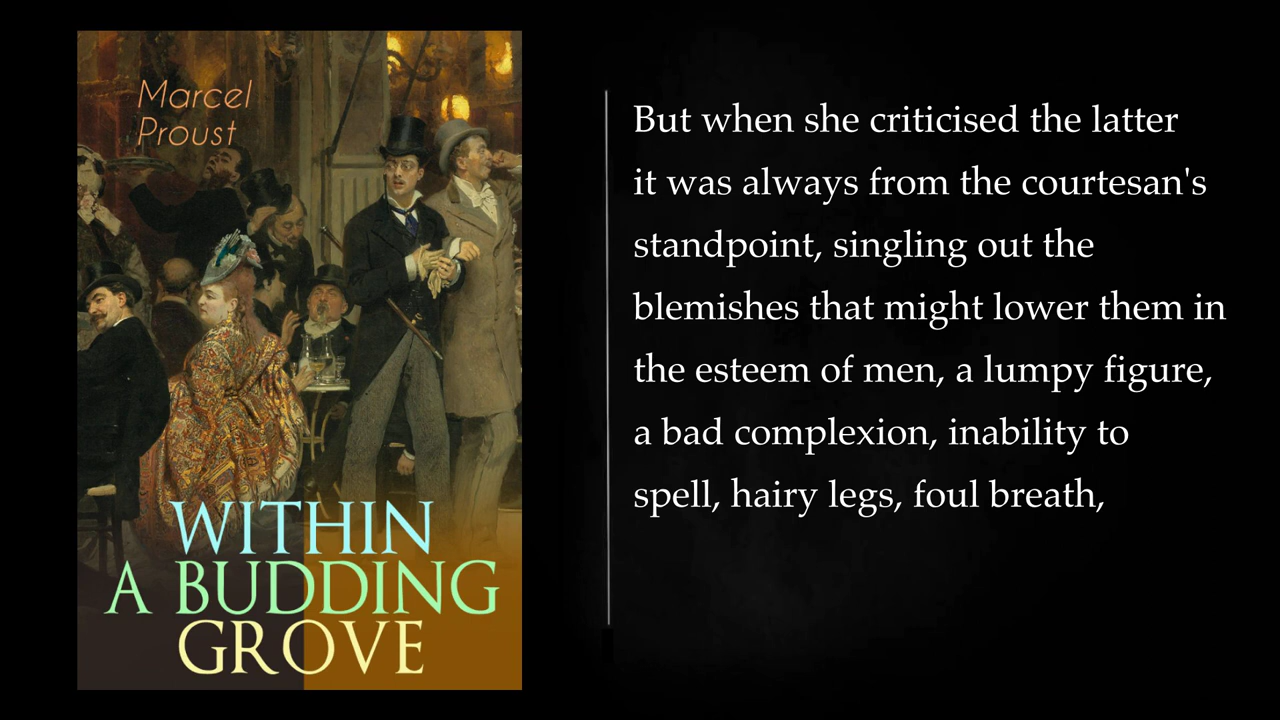 Marcel
Proust
WITHIN
A BUDDING
GROVE
But when she criticised the latter
it was always from the courtesan's
standpoint, singling out the
blemishes that might lower them in
the esteem of men, a lumpy figure,
a bad complexion, inability to
spell, hairy legs, foul breath,